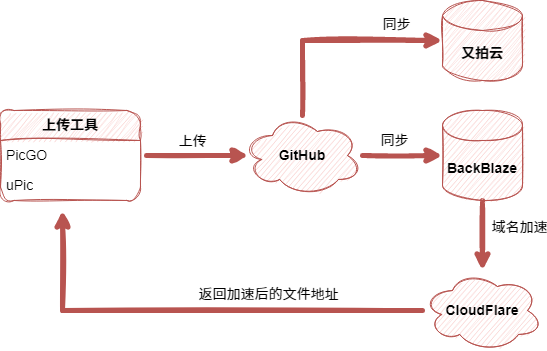 同步
又拍云
上传工具
PicGO
uPic
上传
GitHub
同步
BackBlaze
域名加速
返回加速后的文件地址
CloudFlare